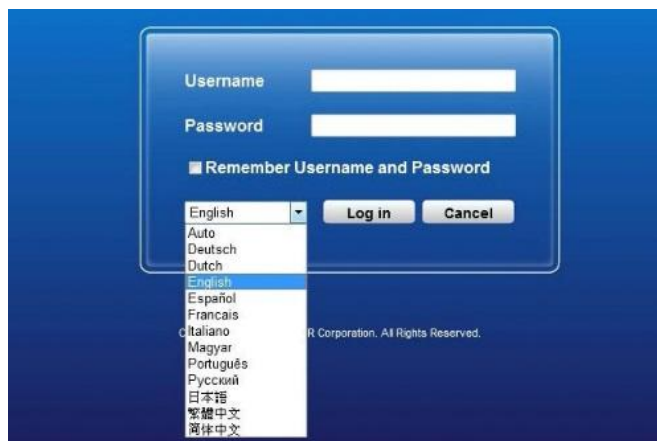 Username
Password
Remember Username and Password
English
Log in
Cancel
Auto
Deutsch
Dutch
English
Español
Francais
Italiano
Magyar
Português
Русский
日本語
繁體中文
简体中文
R Corporation. All Rights Reserved.